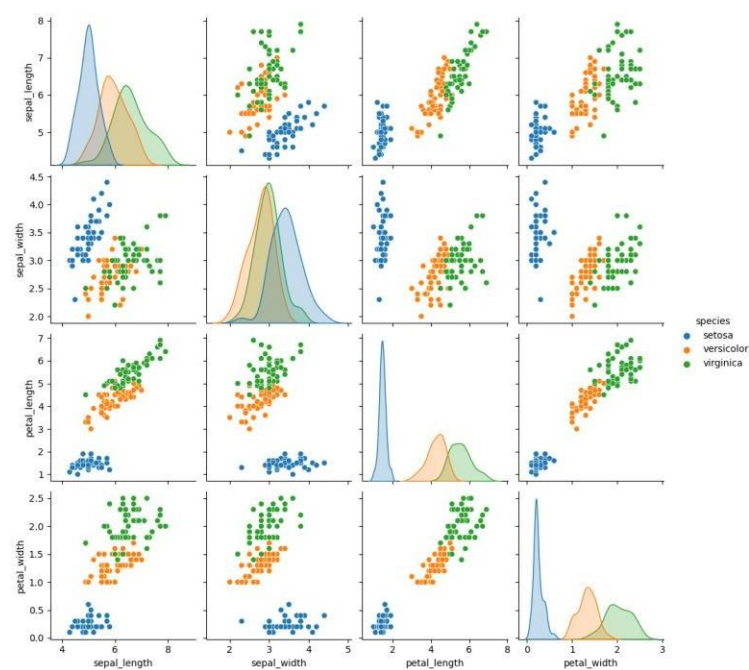 sepal_length
8
7
6
5
sepal_width
4.5
4.0
3.5
3.0
2.5
2.0
species
setosa
versicolor
virginica
petal_length
7
6
5
4
3
2
1
petal_width
2.5
2.0
1.5
1.0
0.5
0.0
4 6 8
2 3 4 5
2 4 6 8
0 1 2 3
sepal_length sepal_width petal_length petal_width